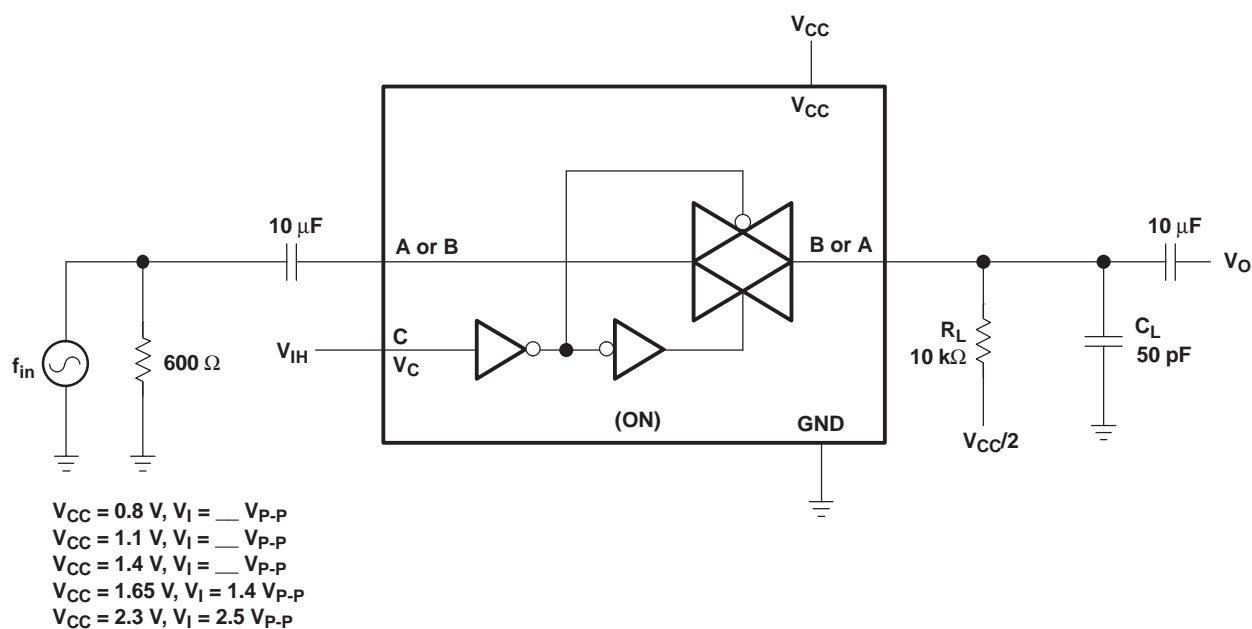 VCC
VCC
10 μF
A or B
B or A
10 μF
VO
fin
600 Ω
VIH
C
VC
RL
10 kΩ
CL
50 pF
(ON)
GND
VCC/2
VCC = 0.8 V, VI = __ VP-P
VCC = 1.1 V, VI = __ VP-P
VCC = 1.4 V, VI = __ VP-P
VCC = 1.65 V, VI = 1.4 VP-P
VCC = 2.3 V, VI = 2.5 VP-P